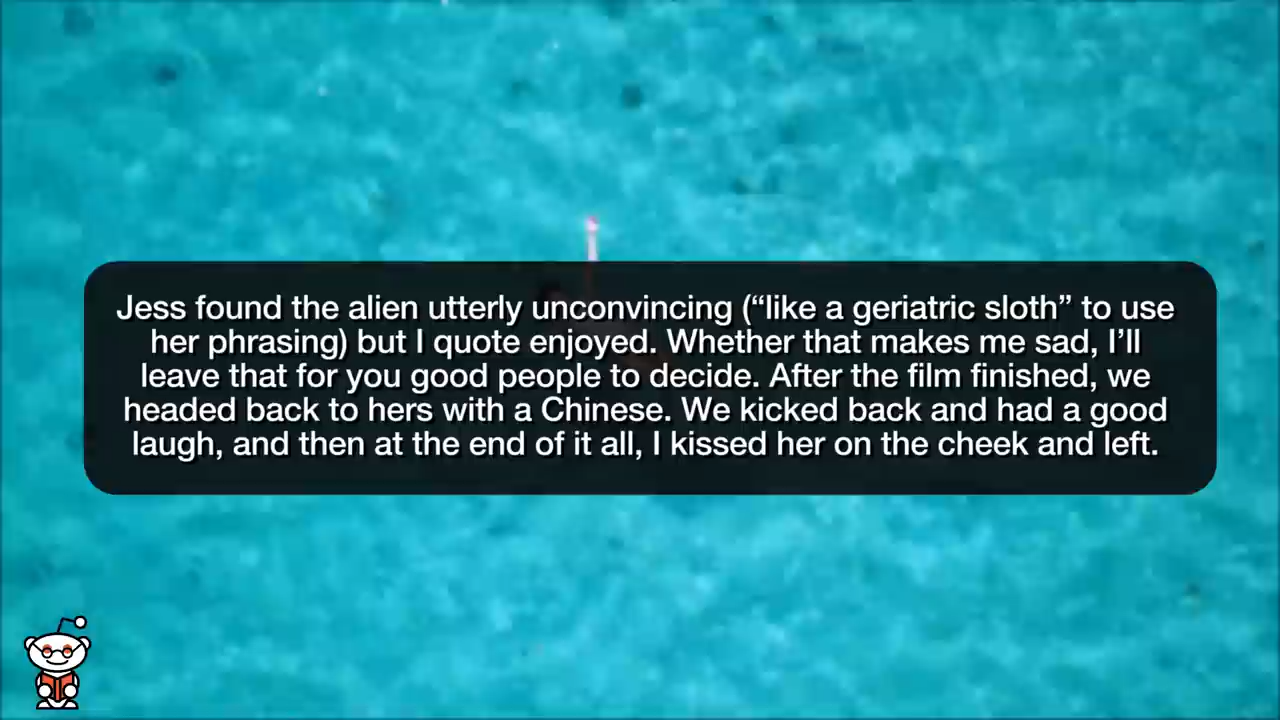 Jess found the alien utterly unconvincing (“like a geriatric sloth” to use
her phrasing) but I quote enjoyed. Whether that makes me sad, I’ll
leave that for you good people to decide. After the film finished, we
headed back to hers with a Chinese. We kicked back and had a good
laugh, and then at the end of it all, I kissed her on the cheek and left.